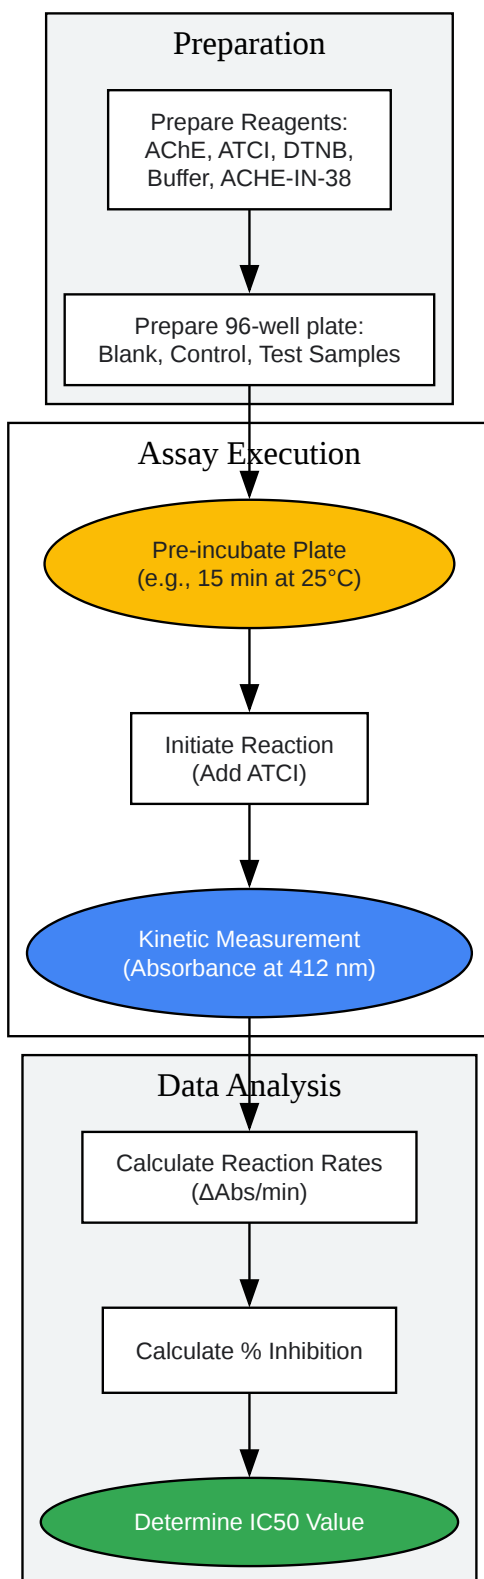 Preparation
Prepare Reagents:
AChE, ATCI, DTNB,
Buffer, ACHE-IN-38
Prepare 96-well plate:
Blank, Control, Test Samples
Assay Execution
Pre-incubate Plate
(e.g., 15 min at 25°C)
Initiate Reaction
(Add ATCI)
Kinetic Measurement
(Absorbance at 412 nm)
Data Analysis
Calculate Reaction Rates
(ΔAbs/min)
Calculate % Inhibition
Determine IC50 Value